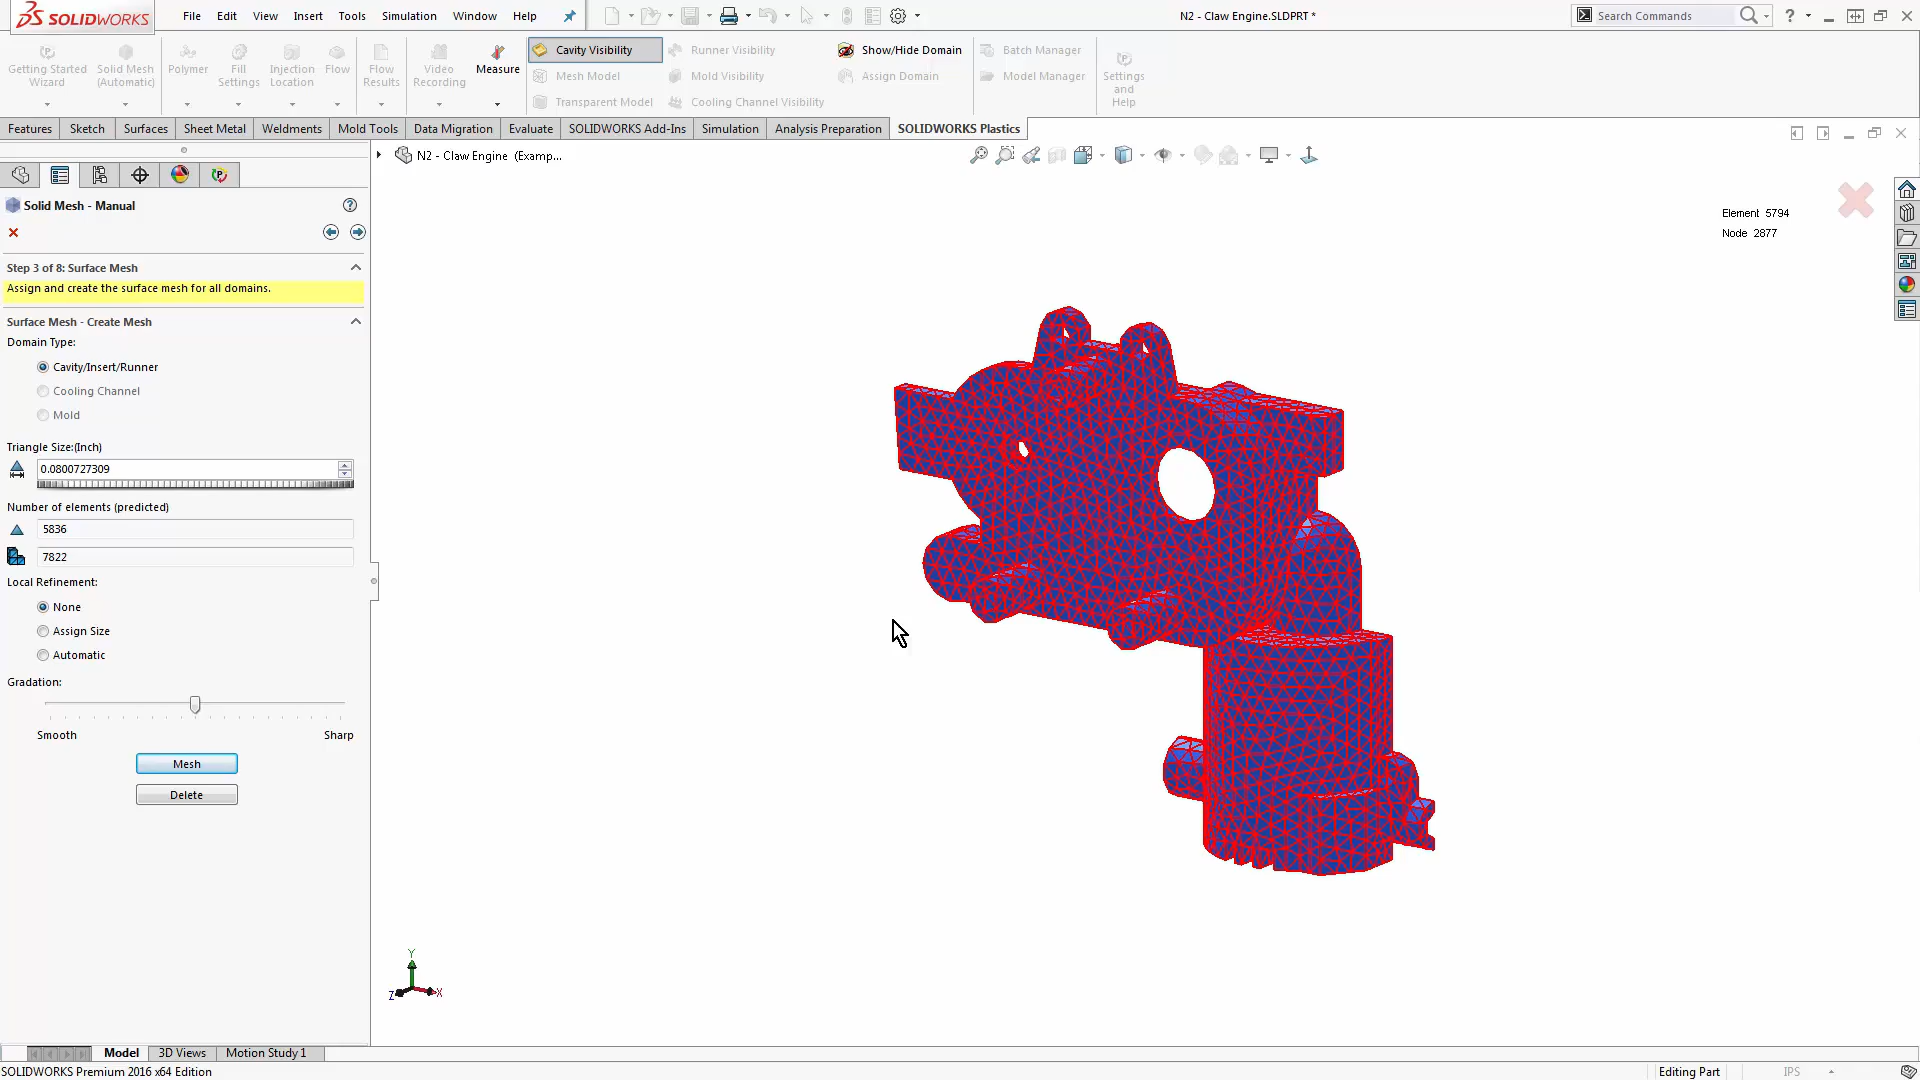 SOLIDWORKS
File Edit View Insert Tools Simulation Window Help
N2 - Claw Engine.SLDPRT *
Search Commands
Getting Started Wizard
Solid Mesh (Automatic)
Polymer
Fill Settings
Injection Location
Flow
Flow Results
Video Recording
Measure
Cavity Visibility
Mesh Model
Transparent Model
Runner Visibility
Mold Visibility
Cooling Channel Visibility
Show/Hide Domain
Assign Domain
Batch Manager
Model Manager
Settings and Help
Features Sketch Surfaces Sheet Metal Weldments Mold Tools Data Migration Evaluate SOLIDWORKS Add-Ins Simulation Analysis Preparation SOLIDWORKS Plastics
N2 - Claw Engine (Examp...
Solid Mesh - Manual
Step 3 of 8: Surface Mesh
Assign and create the surface mesh for all domains.
Surface Mesh - Create Mesh
Domain Type:
Cavity/Insert/Runner
Cooling Channel
Mold
Triangle Size:(Inch)
0.0800727309
Number of elements (predicted)
5836
7822
Local Refinement:
None
Assign Size
Automatic
Gradation:
Smooth Sharp
Mesh
Delete
Element 5794
Node 2877
Y
Z X
Model 3D Views Motion Study 1
SOLIDWORKS Premium 2016 x64 Edition
Editing Part IPS